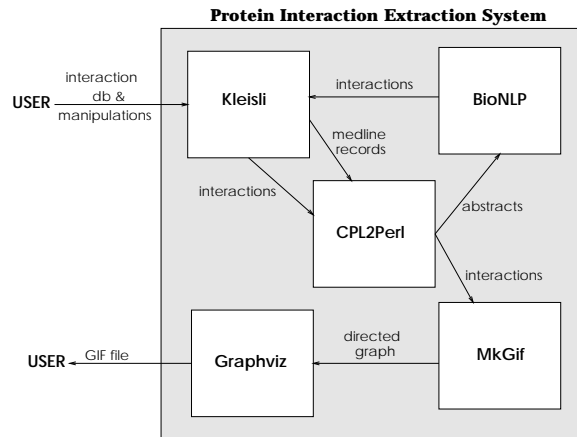 Protein Interaction Extraction System
USER
interaction
db &
manipulations
Kleisli
interactions
BioNLP
medline
records
interactions
CPL2Perl
abstracts
interactions
USER
GIF file
Graphviz
directed
graph
MkGif